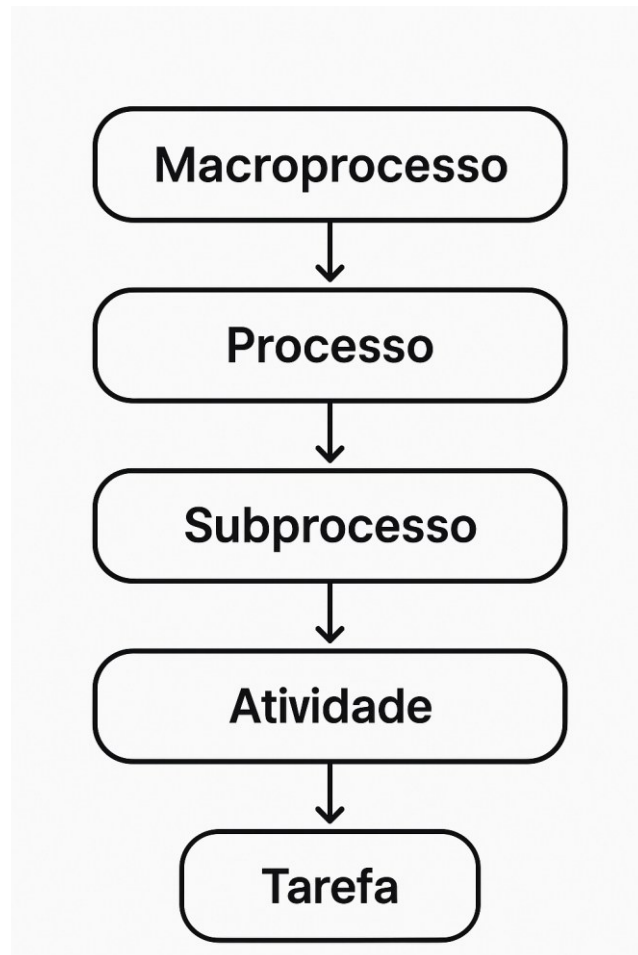 Macroprocesso
Processo
Subprocesso
Atividade
Tarefa